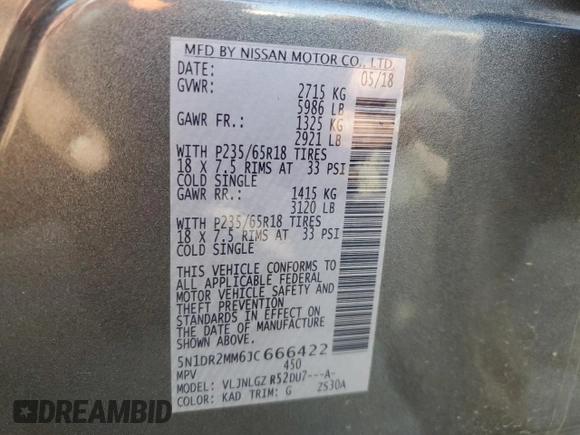 MFD BY NISSAN MOTOR CO., LTD.
DATE: 05/18
GVWR: 2715 KG
5986 LB
GAWR FR.: 1325 KG
2921 LB
WITH P235/65R18 TIRES
18 X 7.5 RIMS AT 33 PSI
COLD SINGLE
GAWR RR.: 1415 KG
3120 LB
WITH P235/65R18 TIRES
18 X 7.5 RIMS AT 33 PSI
COLD SINGLE
THIS VEHICLE CONFORMS TO
ALL APPLICABLE FEDERAL
MOTOR VEHICLE SAFETY AND
THEFT PREVENTION
STANDARDS IN EFFECT ON
THE DATE OF MANUFACTURE
5N1DR2MM6JC666422
MPV 450
MODEL: VLJNLGZ R52DU7---A-
COLOR: KAD TRIM: G ZS30A
DREAMBID